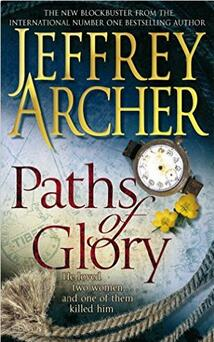 THE NEW BLOCKBUSTER FROM THE
INTERNATIONAL NUMBER ONE BESTSELLING AUTHOR
JEFFREY
ARCHER
Paths
of
Glory
He loved
two women,
and one of them
killed him